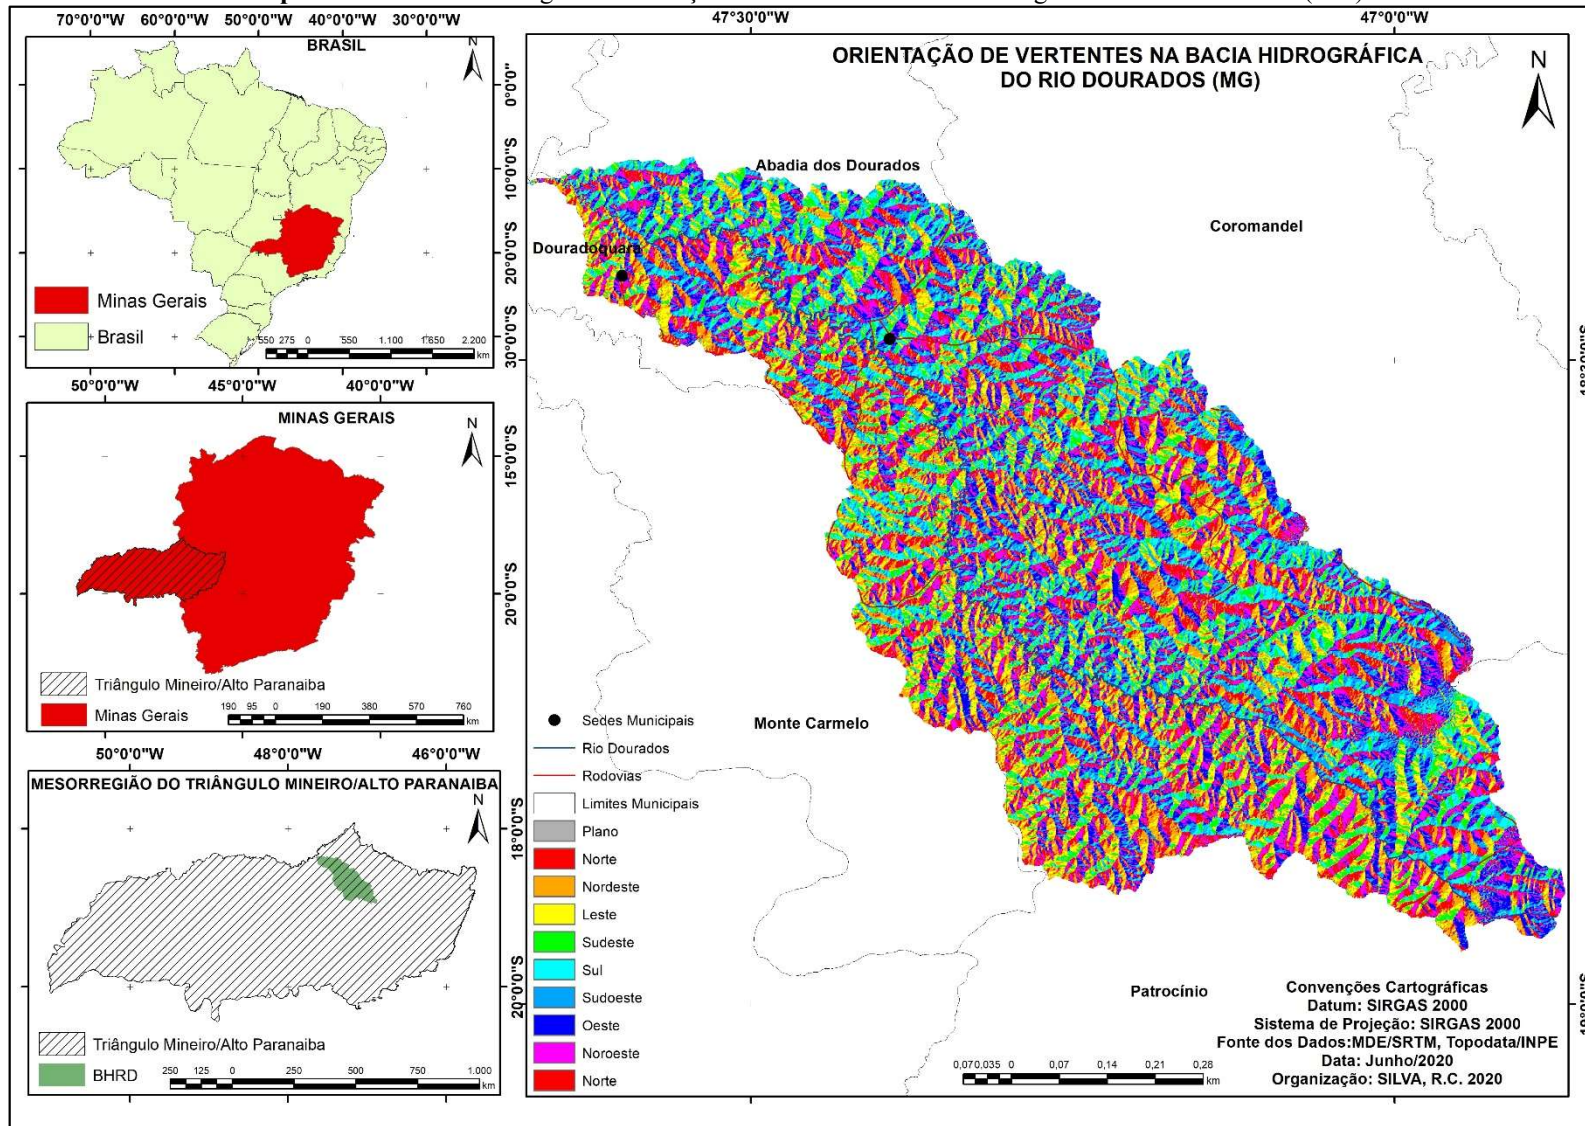 70°0'0"W 60°0'0"W 50°0'0"W 40°0'0"W 30°0'0"W
BRASIL
N
0°0'0"
10°0'0"S
20°0'0"S
30°0'0"S
Minas Gerais
Brasil
550 275 0 550 1.100 1.650 2.200
km
50°0'0"W 45°0'0"W 40°0'0"W
MINAS GERAIS
N
15°0'0"S
20°0'0"S
Triângulo Mineiro/Alto Paranaiba
Minas Gerais
190 95 0 190 380 570 760
km
50°0'0"W 48°0'0"W 46°0'0"W
MESORREGIÃO DO TRIÂNGULO MINEIRO/ALTO PARANAIBA
N
18°0'0"S
20°0'0"S
Triângulo Mineiro/Alto Paranaiba
BHRD
250 125 0 250 500 750 1.000
km
47°30'0"W 47°0'0"W
ORIENTAÇÃO DE VERTENTES NA BACIA HIDROGRÁFICA
DO RIO DOURADOS (MG)
N
Abadia dos Dourados
Coromandel
Douradoquara
Monte Carmelo
Patrocínio
Sedes Municipais
Rio Dourados
Rodovias
Limites Municipais
Plano
Norte
Nordeste
Leste
Sudeste
Sul
Sudoeste
Oeste
Noroeste
Norte
0,070,035 0 0,07 0,14 0,21 0,28
km
Convenções Cartográficas
Datum: SIRGAS 2000
Sistema de Projeção: SIRGAS 2000
Fonte dos Dados:MDE/SRTM, Topodata/INPE
Data: Junho/2020
Organização: SILVA, R.C. 2020